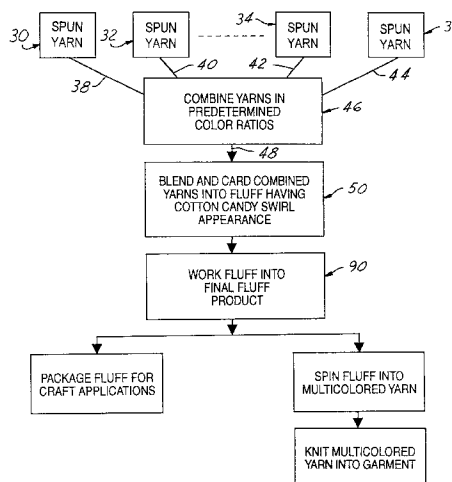 30
SPUN
YARN
32
SPUN
YARN
34
SPUN
YARN
SPUN
YARN
3
38
40
42
44
COMBINE YARNS IN
PREDETERMINED
COLOR RATIOS
46
48
BLEND AND CARD COMBINED
YARNS INTO FLUFF HAVING
COTTON CANDY SWIRL
APPEARANCE
50
WORK FLUFF INTO
FINAL FLUFF
PRODUCT
90
PACKAGE FLUFF FOR
CRAFT APPLICATIONS
SPIN FLUFF INTO
MULTICOLORED YARN
KNIT MULTICOLORED
YARN INTO GARMENT